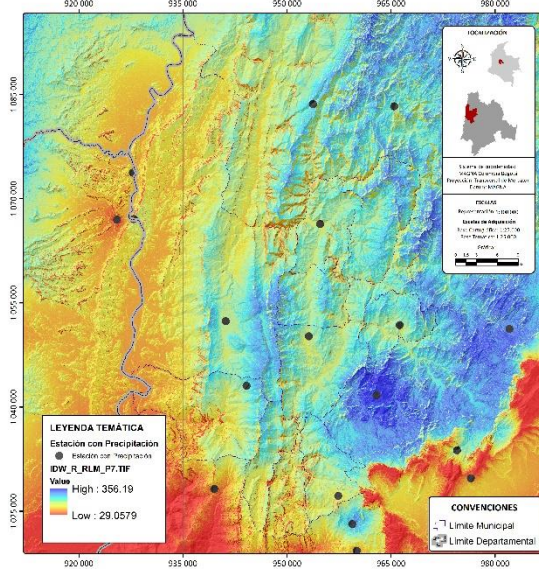 920 000 935 000 950 000 965 000 980 000
1 085 000
1 070 000
1 055 000
1 040 000
1 025 000
LOCALIZACIÓN
ESCALAS
Gráfica
LEYENDA TEMÁTICA
Estación con Precipitación
Estación con Precipitación
IDW_R_RLM_P7.TIF
Value
High : 356.19
Low : 29.0579
CONVENCIONES
Límite Municipal
Límite Departamental
920 000 935 000 950 000 965 000 980 000